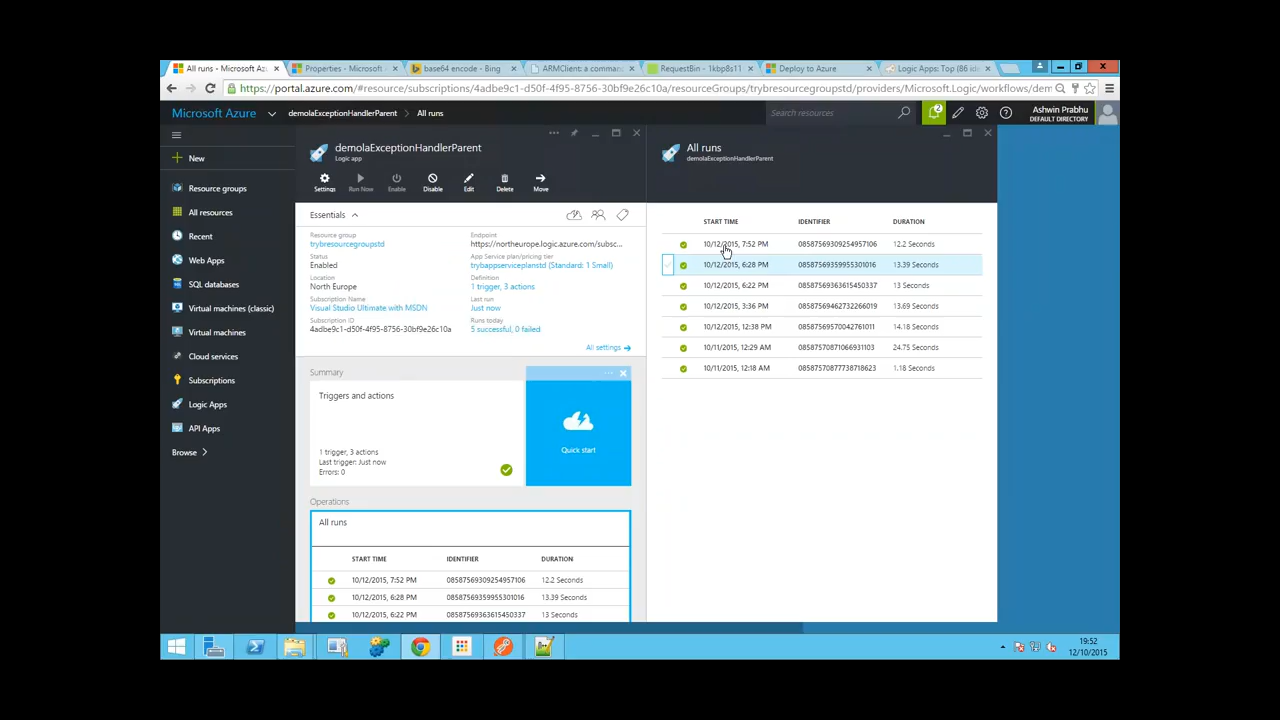 All runs - Microsoft Az
Properties - Microsoft
base64 encode - Bing
ARMClient: a comman
RequestBin - 1kbp8s11
Deploy to Azure
Logic Apps: Top (86 id
https://portal.azure.com/#resource/subscriptions/4adbe9c1-d50f-4f95-8756-30bf9e26c10a/resourceGroups/trybresourcegroupstd/providers/Microsoft.Logic/workflows/dem
Microsoft Azure
demolaExceptionHandlerParent
All runs
Search resources
2
Ashwin Prabhu
DEFAULT DIRECTORY
New
Resource groups
All resources
Recent
Web Apps
SQL databases
Virtual machines (classic)
Virtual machines
Cloud services
Subscriptions
Logic Apps
API Apps
Browse
demolaExceptionHandlerParent
Logic app
Settings
Run Now
Enable
Disable
Edit
Delete
Move
Essentials
Resource group
trybresourcegroupstd
Status
Enabled
Location
North Europe
Subscription Name
Visual Studio Ultimate with MSDN
Subscription ID
4adbe9c1-d50f-4f95-8756-30bf9e26c10a
Endpoint
https://northeurope.logic.azure.com/subsc...
App Service plan/pricing tier
trybappserviceplanstd (Standard: 1 Small)
Definition
1 trigger, 3 actions
Last run
Just now
Runs today
5 successful, 0 failed
All settings
Summary
Triggers and actions
1 trigger, 3 actions
Last trigger: Just now
Errors: 0
Quick start
Operations
All runs
START TIME IDENTIFIER DURATION
10/12/2015, 7:52 PM 08587569309254957106 12.2 Seconds
10/12/2015, 6:28 PM 08587569359955301016 13.39 Seconds
10/12/2015, 6:22 PM 08587569363615450337 13 Seconds
All runs
demolaExceptionHandlerParent
START TIME IDENTIFIER DURATION
10/12/2015, 7:52 PM 08587569309254957106 12.2 Seconds
10/12/2015, 6:28 PM 08587569359955301016 13.39 Seconds
10/12/2015, 6:22 PM 08587569363615450337 13 Seconds
10/12/2015, 3:36 PM 08587569462732266019 13.69 Seconds
10/12/2015, 12:38 PM 08587569570042761011 14.18 Seconds
10/11/2015, 12:29 AM 08587570871066931103 24.75 Seconds
10/11/2015, 12:18 AM 08587570877738718623 1.18 Seconds
19:52
12/10/2015